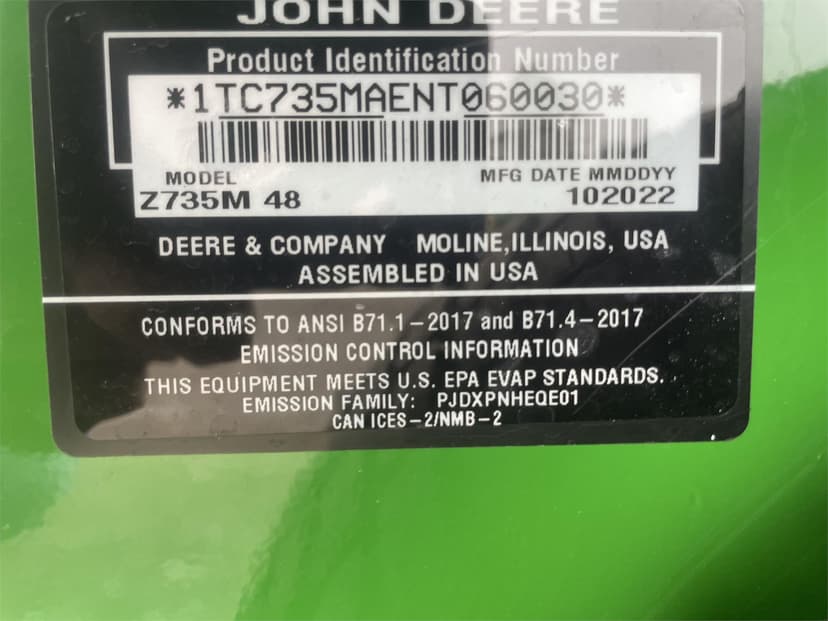 JOHN DEERE
Product Identification Number
*1TC735MAENT060030*
MODEL MFG DATE MMDDYY
Z735M 48 102022
DEERE & COMPANY MOLINE, ILLINOIS, USA
ASSEMBLED IN USA
CONFORMS TO ANSI B71.1-2017 and B71.4-2017
EMISSION CONTROL INFORMATION
THIS EQUIPMENT MEETS U.S. EPA EVAP STANDARDS.
EMISSION FAMILY: PJDXPNHEQE01
CAN ICES-2/NMB-2